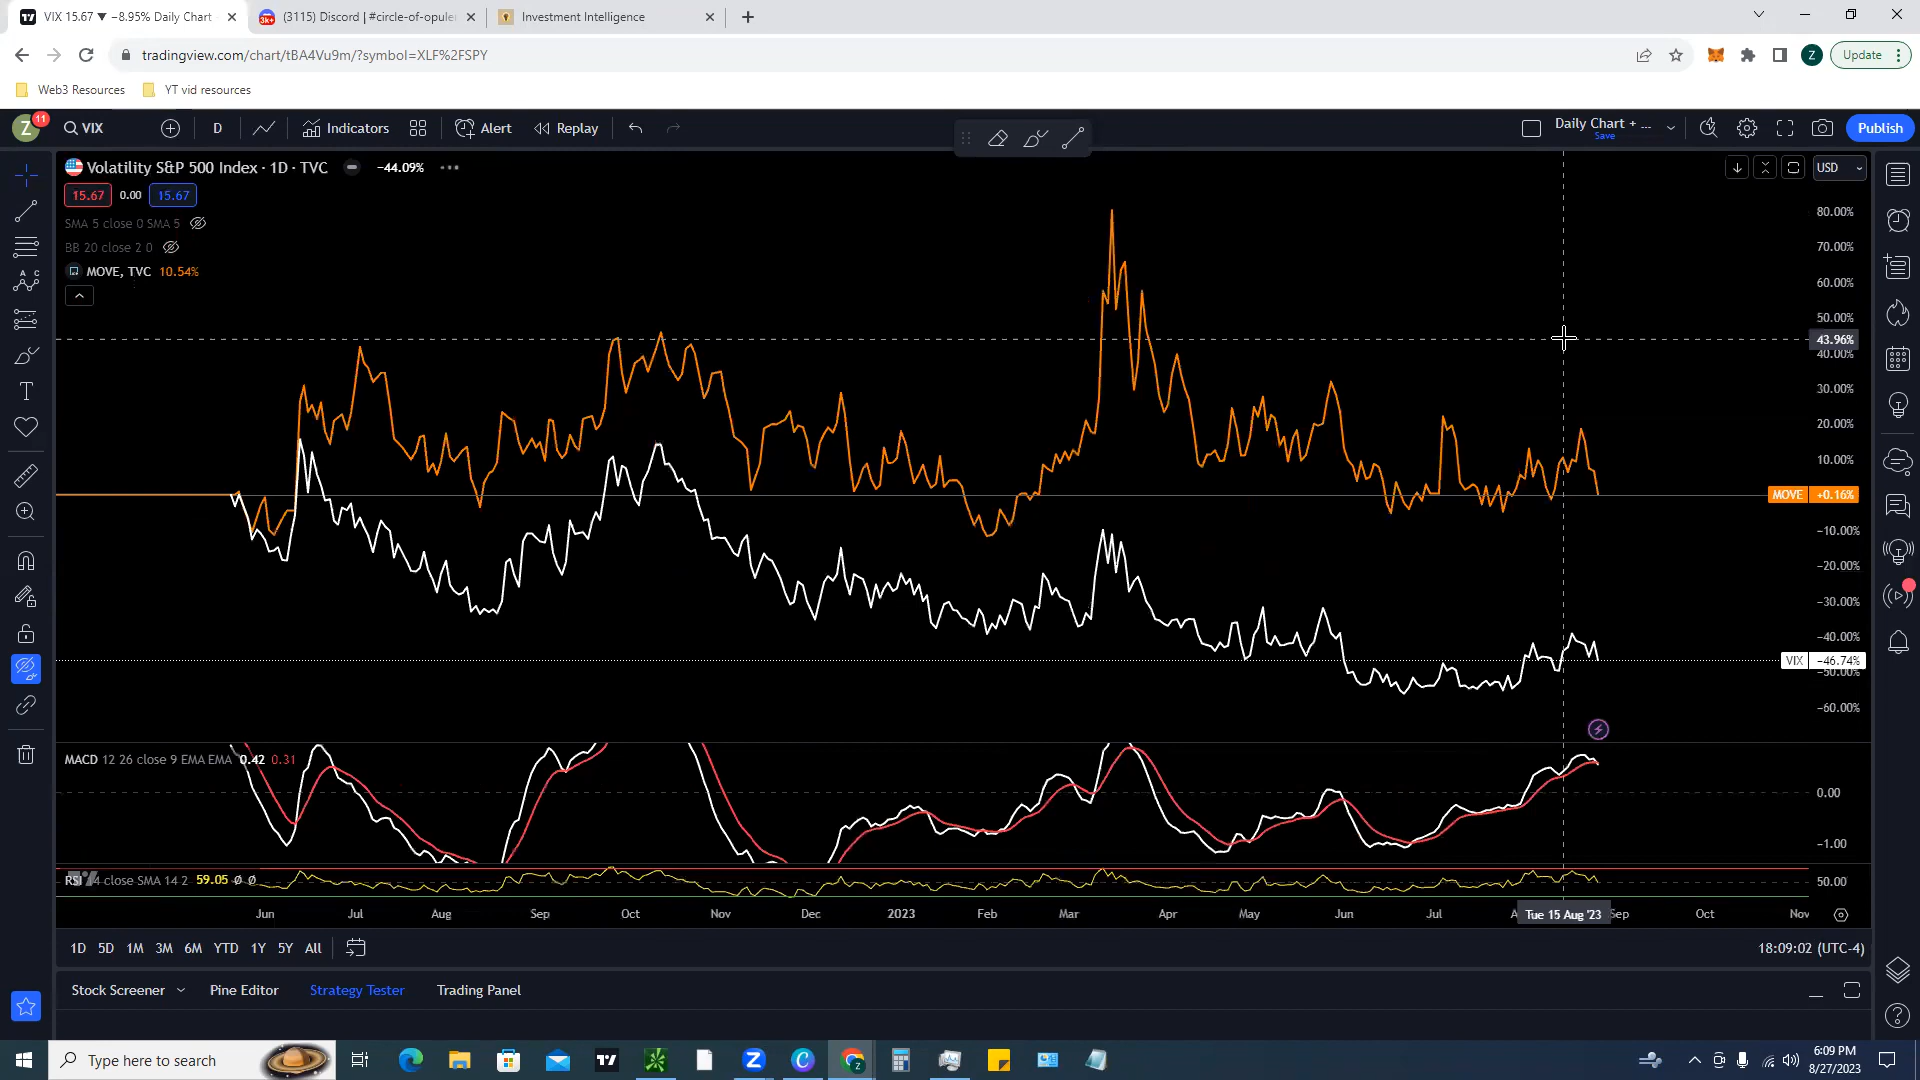 VIX 15.67 ▼ −8.95% Daily Chart
(3115) Discord | #circle-of-opule
Investment Intelligence
tradingview.com/chart/tBA4Vu9m/?symbol=XLF%2FSPY
Z
Update
Web3 Resources
YT vid resources
Z 11
VIX
D
Indicators
Alert
Replay
Daily Chart + ...
Save
Publish
Volatility S&P 500 Index · 1D · TVC
−44.09%
USD
15.67
0.00
15.67
SMA 5 close 0 SMA 5
BB 20 close 2 0
MOVE, TVC 10.54%
80.00%
70.00%
60.00%
50.00%
43.96%
40.00%
30.00%
20.00%
10.00%
MOVE +0.16%
−10.00%
−20.00%
−30.00%
−40.00%
VIX −46.74%
−50.00%
−60.00%
MACD 12 26 close 9 EMA EMA 0.42 0.31
0.00
−1.00
RSI 14 close SMA 14 2 59.05 Ø Ø
50.00
Jun Jul Aug Sep Oct Nov Dec 2023 Feb Mar Apr May Jun Jul A Tue 15 Aug '23 Sep Oct Nov
1D 5D 1M 3M 6M YTD 1Y 5Y All
18:09:02 (UTC-4)
Stock Screener
Pine Editor
Strategy Tester
Trading Panel
Type here to search
6:09 PM
8/27/2023